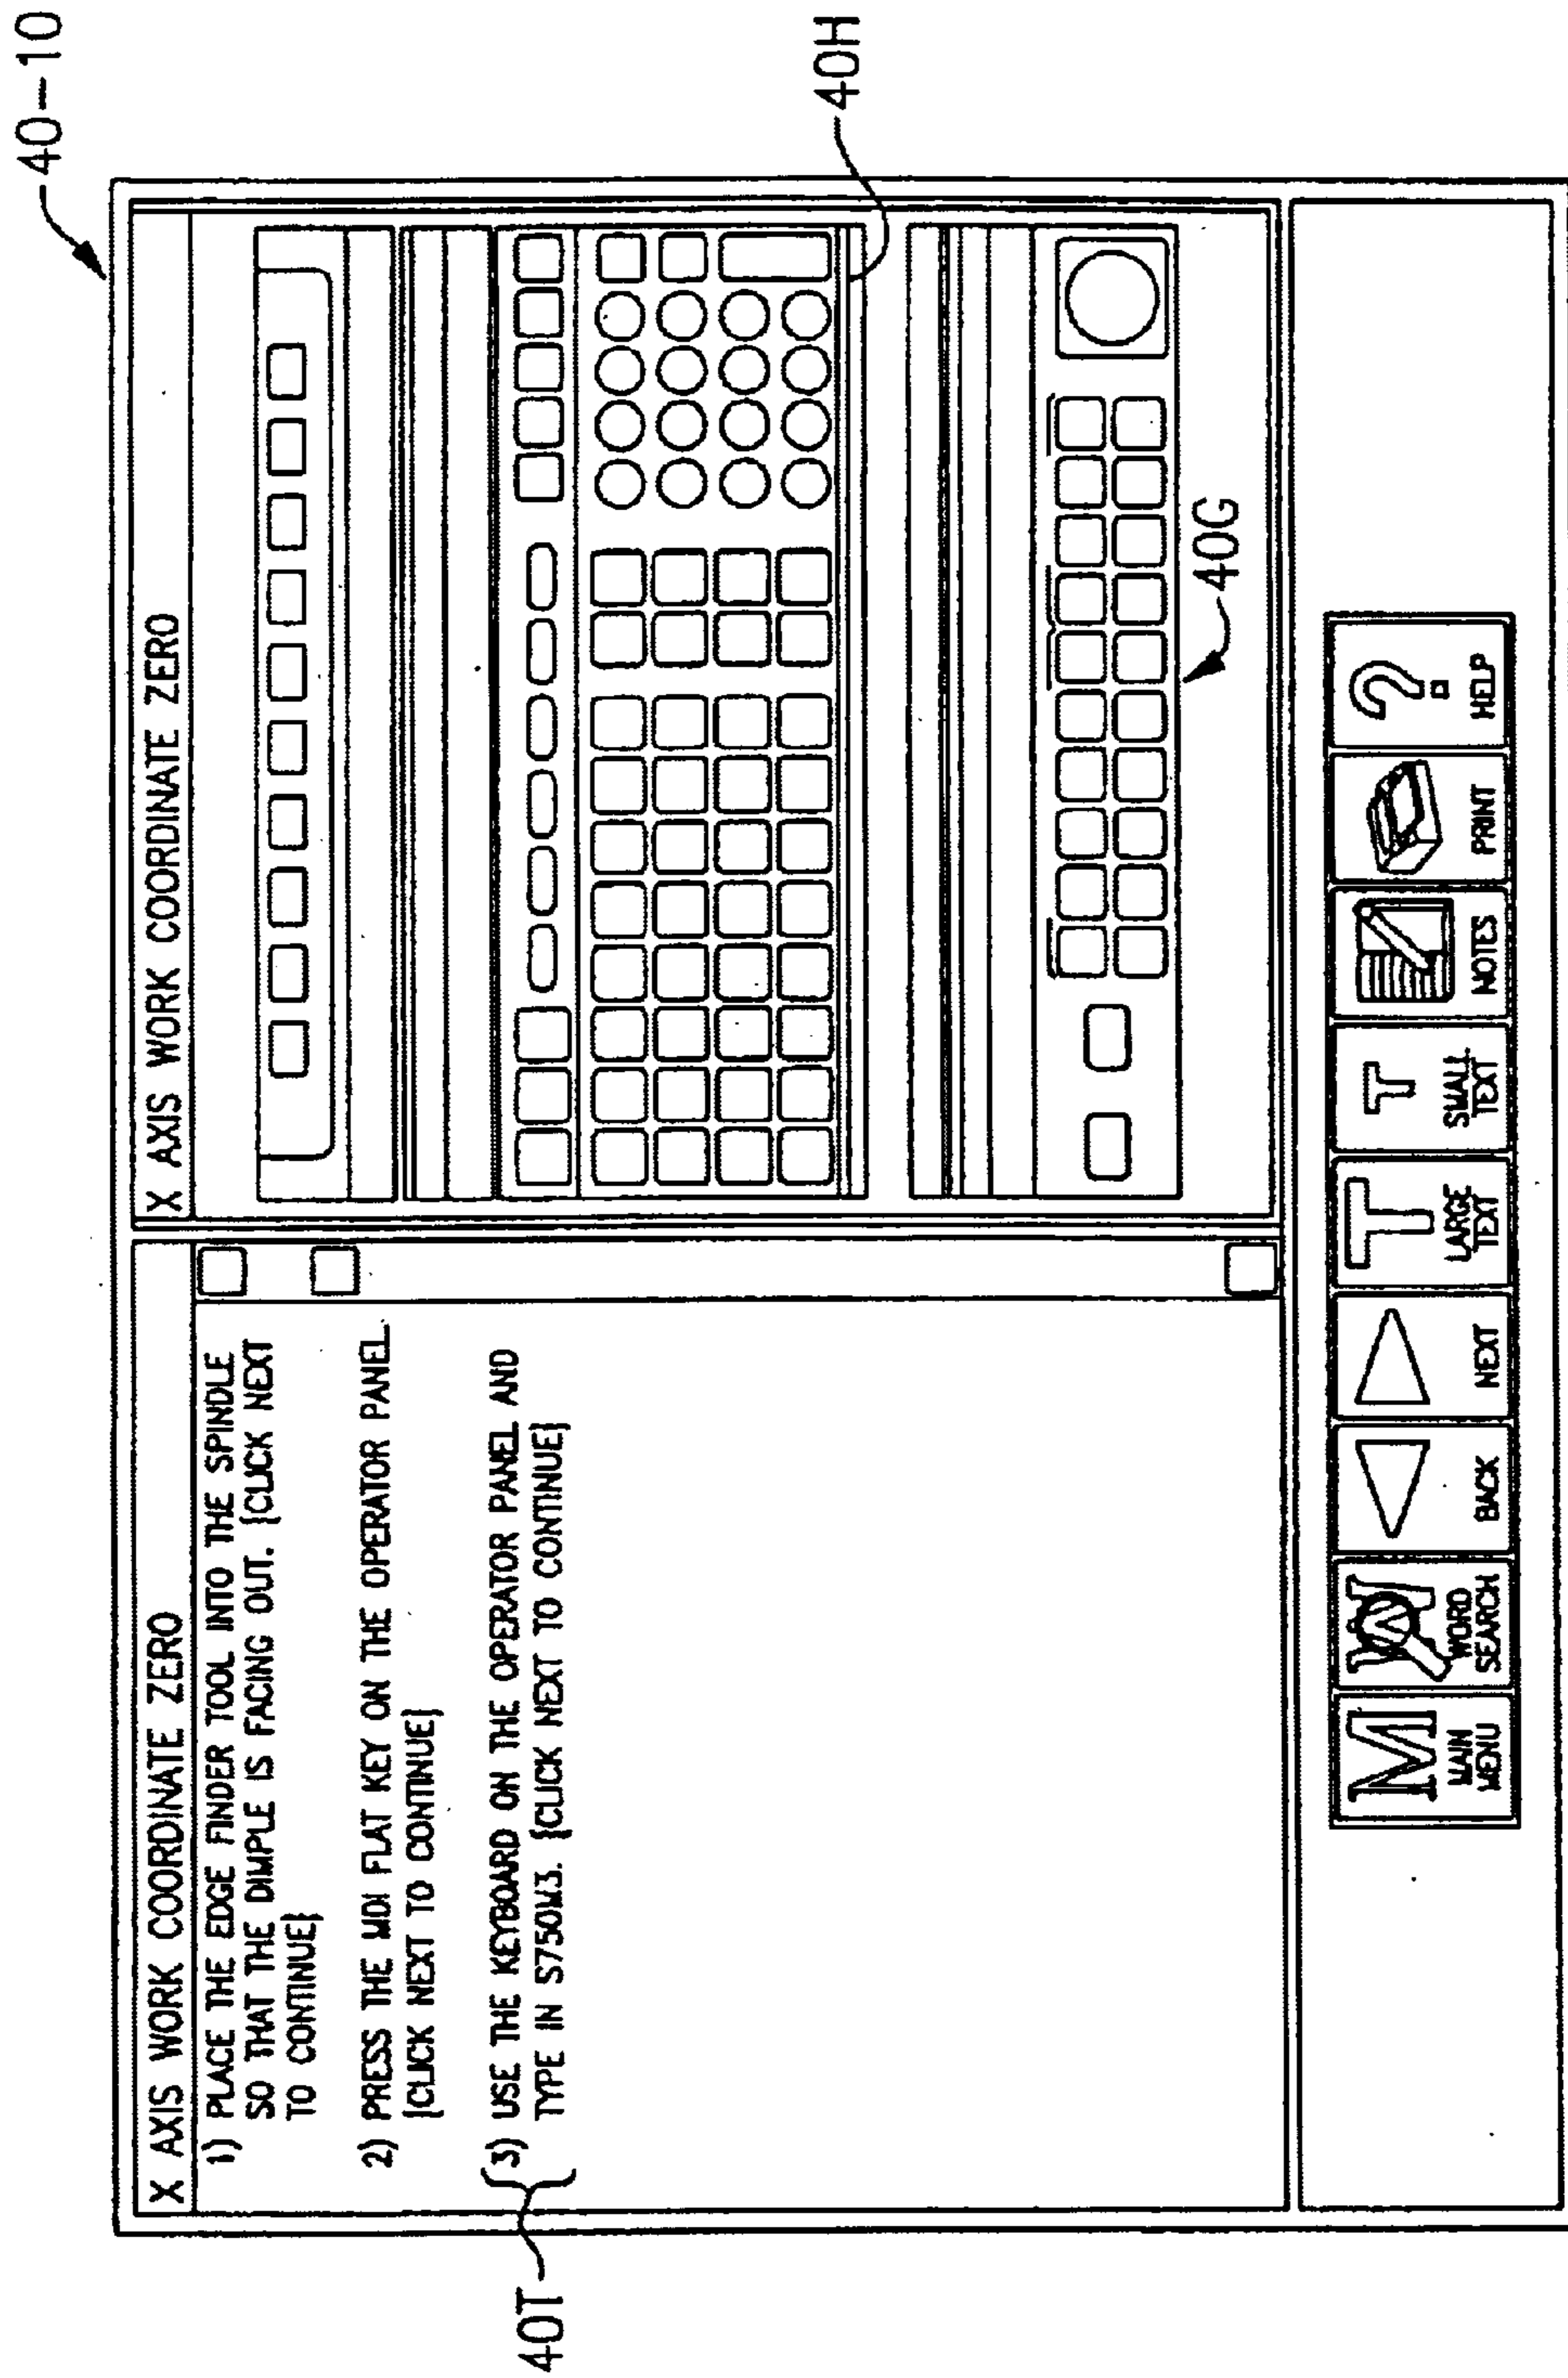 40-10
X AXIS WORK COORDINATE ZERO
1) PLACE THE EDGE FINDER TOOL INTO THE SPINDLE
SO THAT THE DIMPLE IS FACING OUT. {CLICK NEXT
TO CONTINUE}
2) PRESS THE MDI FLAT KEY ON THE OPERATOR PANEL
{CLICK NEXT TO CONTINUE}
3) USE THE KEYBOARD ON THE OPERATOR PANEL AND
TYPE IN S750M3. {CLICK NEXT TO CONTINUE}
40T
X AXIS WORK COORDINATE ZERO
40H
40G
M
MAIN
MENU
W
WORD
SEARCH
BACK
NEXT
T
LARGE
TEXT
T
SMALL
TEXT
NOTES
PRINT
?
HELP